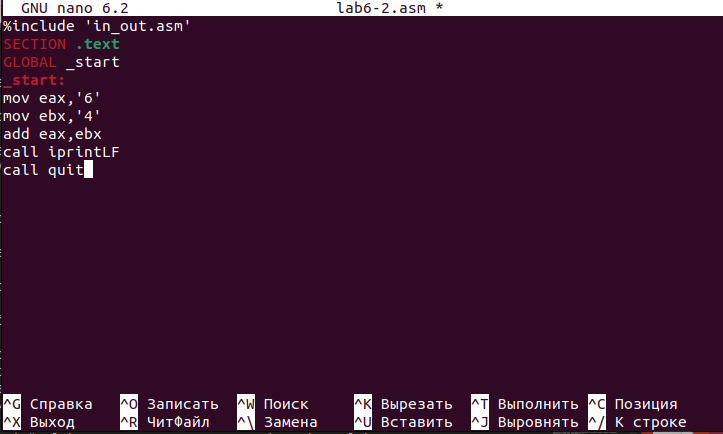 GNU nano 6.2 lab6-2.asm *
%include 'in_out.asm'
SECTION .text
GLOBAL _start
_start:
mov eax,'6'
mov ebx,'4'
add eax,ebx
call iprintLF
call quit
^G Справка ^O Записать ^W Поиск ^K Вырезать ^T Выполнить ^C Позиция
^X Выход ^R ЧитФайл ^\ Замена ^U Вставить ^J Выровнять ^/ К строке